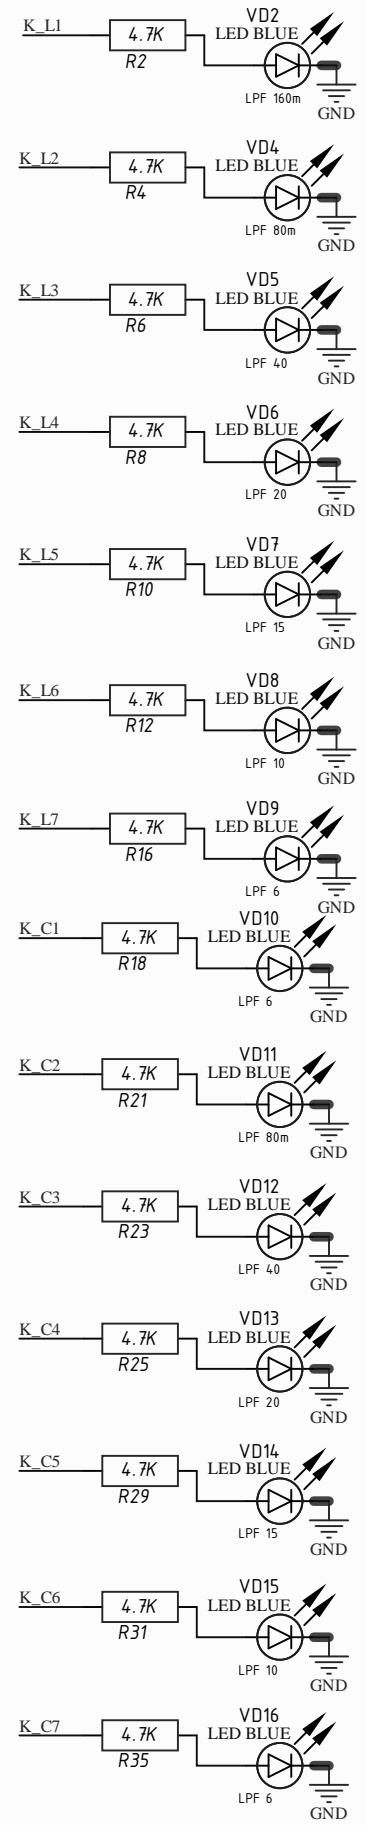 K_L1
4.7K
R2
VD2
LED BLUE
LPF 160m
GND
K_L2
4.7K
R4
VD4
LED BLUE
LPF 80m
GND
K_L3
4.7K
R6
VD5
LED BLUE
LPF 40
GND
K_L4
4.7K
R8
VD6
LED BLUE
LPF 20
GND
K_L5
4.7K
R10
VD7
LED BLUE
LPF 15
GND
K_L6
4.7K
R12
VD8
LED BLUE
LPF 10
GND
K_L7
4.7K
R16
VD9
LED BLUE
LPF 6
GND
K_C1
4.7K
R18
VD10
LED BLUE
LPF 6
GND
K_C2
4.7K
R21
VD11
LED BLUE
LPF 80m
GND
K_C3
4.7K
R23
VD12
LED BLUE
LPF 40
GND
K_C4
4.7K
R25
VD13
LED BLUE
LPF 20
GND
K_C5
4.7K
R29
VD14
LED BLUE
LPF 15
GND
K_C6
4.7K
R31
VD15
LED BLUE
LPF 10
GND
K_C7
4.7K
R35
VD16
LED BLUE
LPF 6
GND